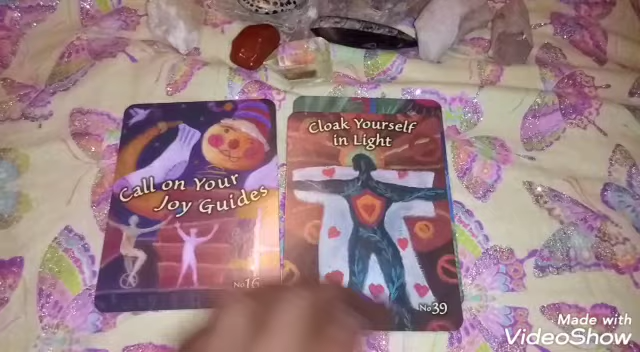 Call on Your
Joy Guides
No16
Cloak Yourself
in Light
No39
Made with
VideoShow